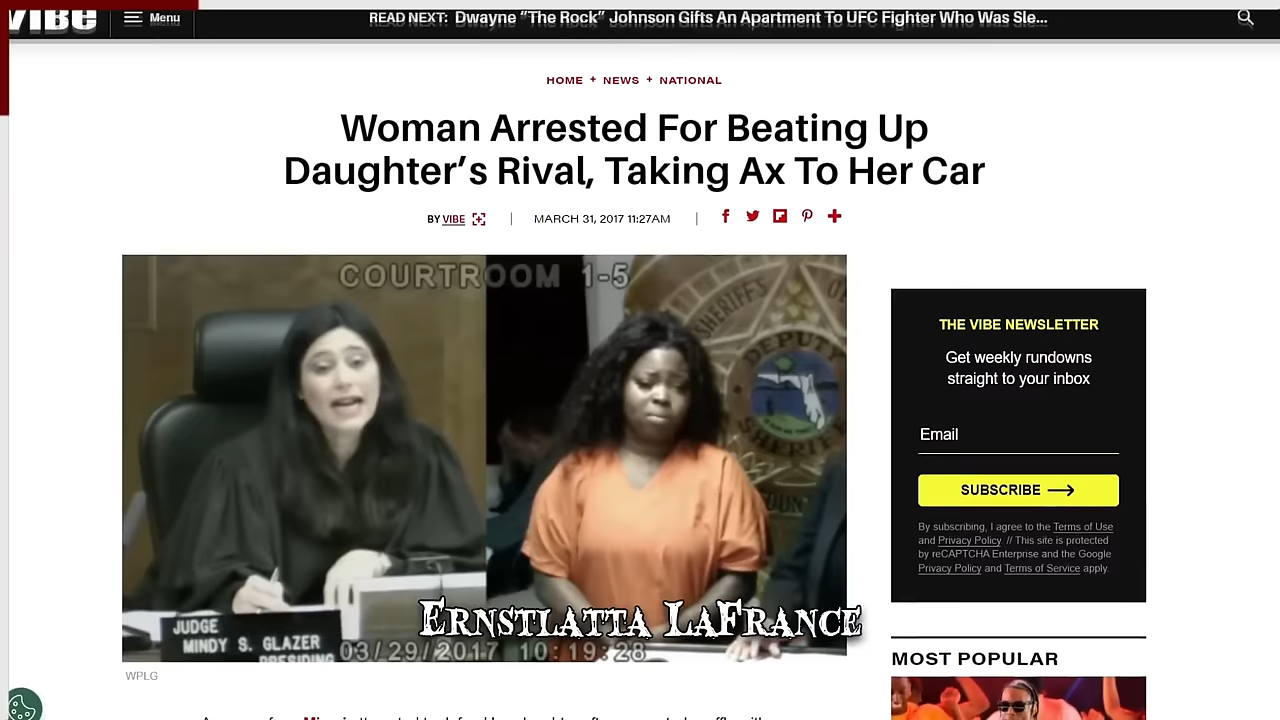 VIBE Menu READ NEXT: Dwayne “The Rock” Johnson Gifts An Apartment To UFC Fighter Who Was Sle...
HOME + NEWS + NATIONAL
Woman Arrested For Beating Up
Daughter’s Rival, Taking Ax To Her Car
BY VIBE | MARCH 31, 2017 11:27AM |
COURTROOM 1-5
SHERIFF'S
DEPUTY
SHERIFF
JUDGE
MINDY S. GLAZER
PRESIDING
ERNSTLATTA LAFRANCE
03/29/2017 10:19:28
WPLG
THE VIBE NEWSLETTER
Get weekly rundowns
straight to your inbox
Email
SUBSCRIBE
By subscribing, I agree to the Terms of Use
and Privacy Policy. // This site is protected
by reCAPTCHA Enterprise and the Google
Privacy Policy and Terms of Service apply.
MOST POPULAR